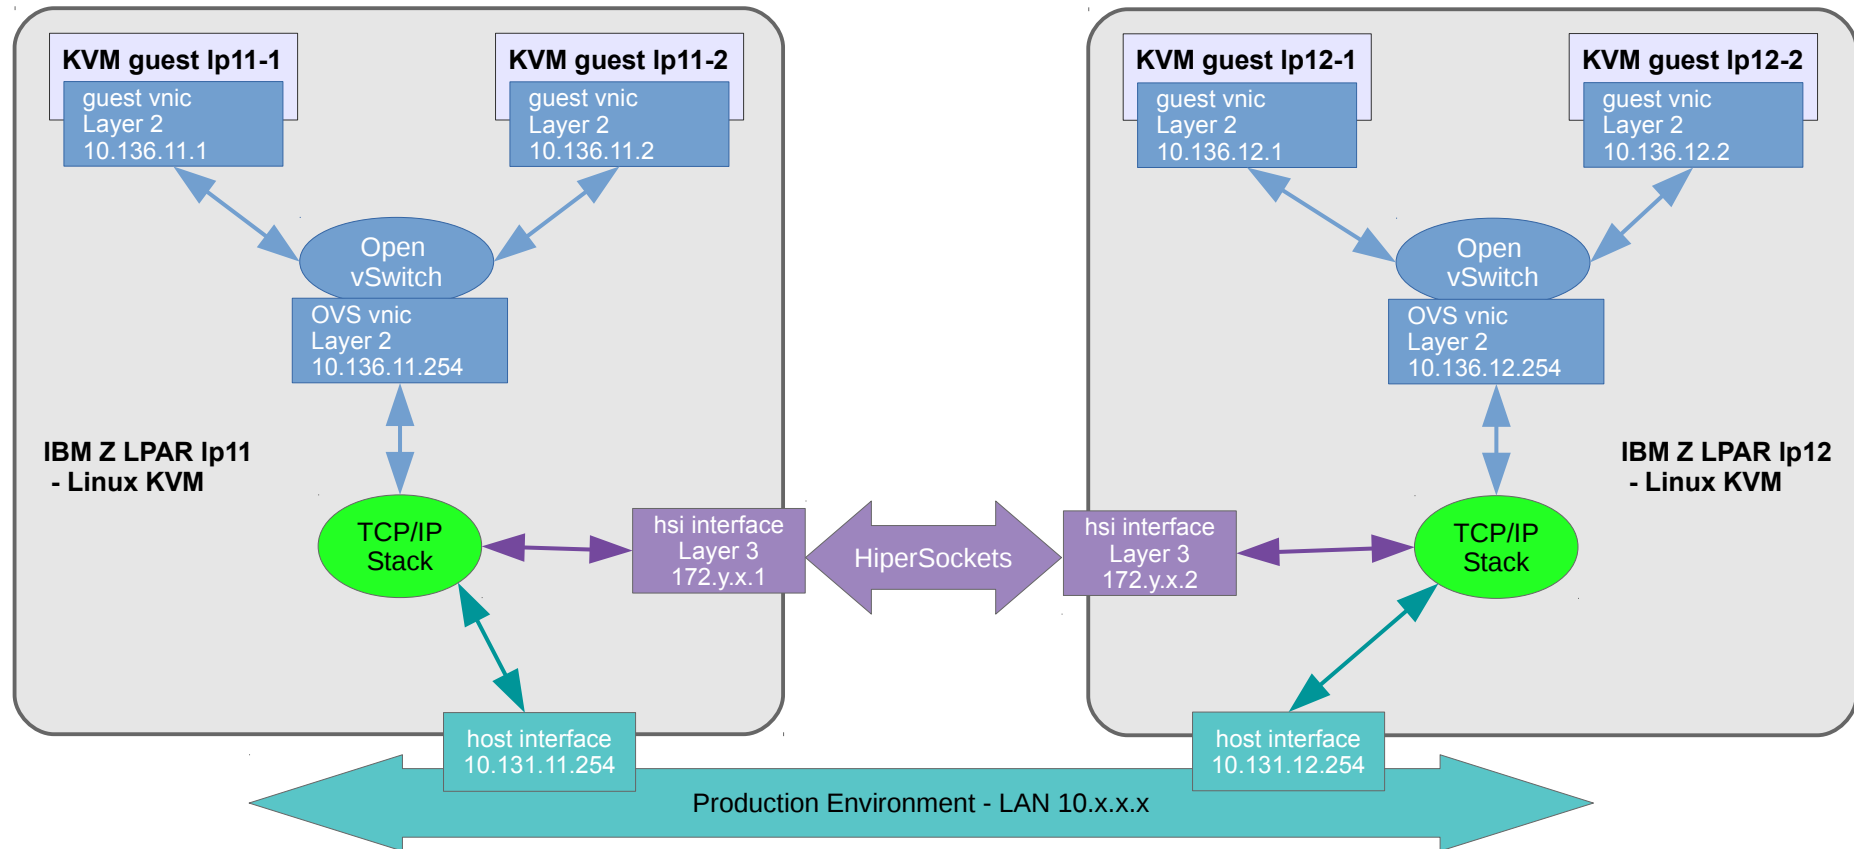 KVM guest lp11-1
guest vnic
Layer 2
10.136.11.1
KVM guest lp11-2
guest vnic
Layer 2
10.136.11.2
Open
vSwitch
OVS vnic
Layer 2
10.136.11.254
IBM Z LPAR lp11
- Linux KVM
TCP/IP
Stack
hsi interface
Layer 3
172.y.x.1
host interface
10.131.11.254
HiperSockets
KVM guest lp12-1
guest vnic
Layer 2
10.136.12.1
KVM guest lp12-2
guest vnic
Layer 2
10.136.12.2
Open
vSwitch
OVS vnic
Layer 2
10.136.12.254
IBM Z LPAR lp12
- Linux KVM
hsi interface
Layer 3
172.y.x.2
TCP/IP
Stack
host interface
10.131.12.254
Production Environment - LAN 10.x.x.x